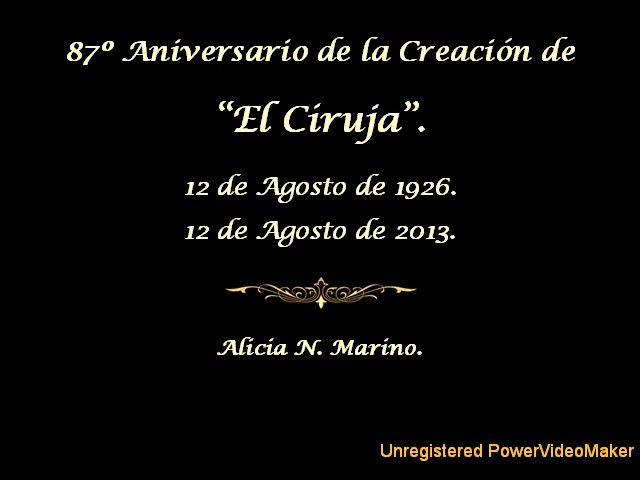 87º Aniversario de la Creación de
“El Ciruja”.
12 de Agosto de 1926.
12 de Agosto de 2013.
Alicia N. Marino.
Unregistered PowerVideoMaker